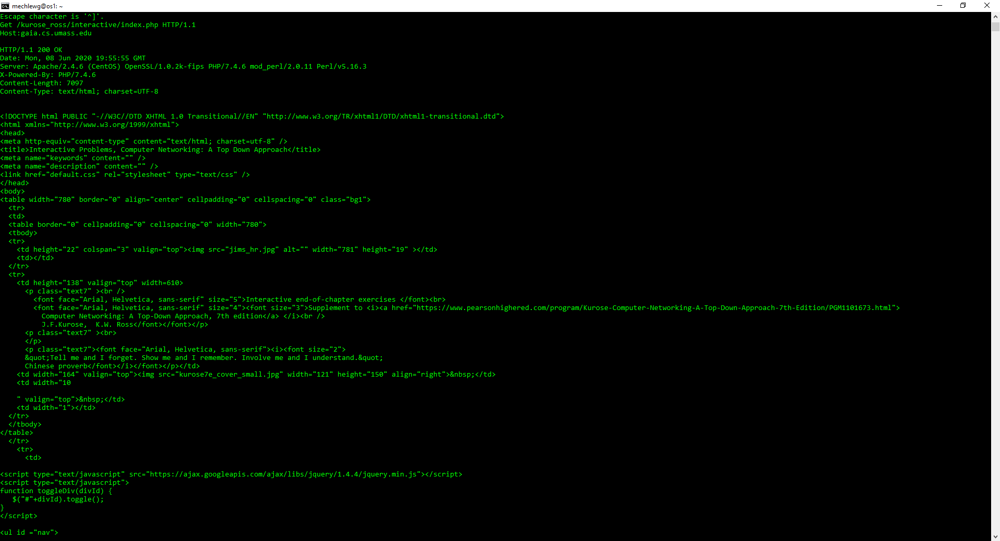 mechlewg@os1: ~
Escape character is '^]'.
Get /kurose_ross/interactive/index.php HTTP/1.1
Host:gaia.cs.umass.edu

HTTP/1.1 200 OK
Date: Mon, 08 Jun 2020 19:55:55 GMT
Server: Apache/2.4.6 (CentOS) OpenSSL/1.0.2k-fips PHP/7.4.6 mod_perl/2.0.11 Perl/v5.16.3
X-Powered-By: PHP/7.4.6
Content-Length: 7097
Content-Type: text/html; charset=UTF-8


<!DOCTYPE html PUBLIC "-//W3C//DTD XHTML 1.0 Transitional//EN" "http://www.w3.org/TR/xhtml1/DTD/xhtml1-transitional.dtd">
<html xmlns="http://www.w3.org/1999/xhtml">
<head>
<meta http-equiv="content-type" content="text/html; charset=utf-8" />
<title>Interactive Problems, Computer Networking: A Top Down Approach</title>
<meta name="keywords" content="" />
<meta name="description" content="" />
<link href="default.css" rel="stylesheet" type="text/css" />
</head>
<body>
<table width="780" border="0" align="center" cellpadding="0" cellspacing="0" class="bg1">
  <tr>
  <td>
  <table border="0" cellpadding="0" cellspacing="0" width="780">
  <tbody>
  <tr>
    <td height="22" colspan="3" valign="top"><img src="jims_hr.jpg" alt="" width="781" height="19" ></td>
    <td></td>
  </tr>
  <tr>
    <td height="138" valign="top" width=610>
      <p class="text7" ><br />
        <font face="Arial, Helvetica, sans-serif" size="5">Interactive end-of-chapter exercises </font><br>
        <font face="Arial, Helvetica, sans-serif" size="4"><font size="3">Supplement to <i><a href="https://www.pearsonhighered.com/program/Kurose-Computer-Networking-A-Top-Down-Approach-7th-Edition/PGM1101673.html">
          Computer Networking: A Top-Down Approach, 7th edition</a> </i><br />
          J.F.Kurose,  K.W. Ross</font></font></p>
      <p class="text7" ><br>
      </p>
      <p class="text7"><font face="Arial, Helvetica, sans-serif"><i><font size="2">
      &quot;Tell me and I forget. Show me and I remember. Involve me and I understand.&quot;
      Chinese proverb</font></i></font></p></td>
    <td width="164" valign="top"><img src="kurose7e_cover_small.jpg" width="121" height="150" align="right">&nbsp;</td>
    <td width="10

    " valign="top">&nbsp;</td>
    <td width="1"></td>
  </tr>
  </tbody>
</table>
  </tr>
    <tr>
      <td>

<script type="text/javascript" src="https://ajax.googleapis.com/ajax/libs/jquery/1.4.4/jquery.min.js"></script>
<script type="text/javascript">
function toggleDiv(divId) {
   $("#"+divId).toggle();
}
</script>

<ul id ="nav">